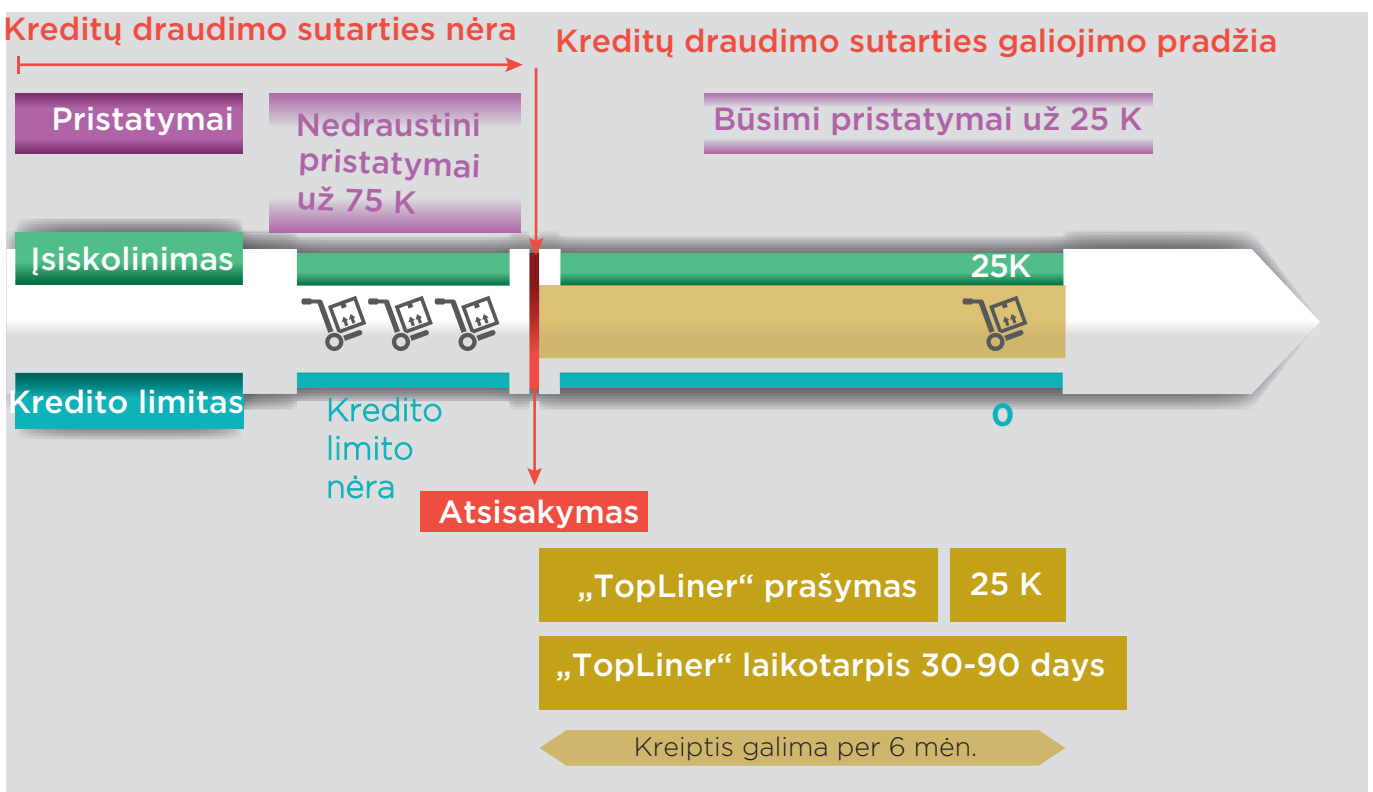 Kreditų draudimo sutarties nėra
Kreditų draudimo sutarties galiojimo pradžia
Pristatymai
Nedraustini
pristatymai
už 75 K
Būsimi pristatymai už 25 K
Įsiskolinimas
25K
Kredito limitas
Kredito
limito
nėra
0
Atsisakymas
„TopLiner“ prašymas
25 K
„TopLiner“ laikotarpis 30-90 days
Kreiptis galima per 6 mėn.